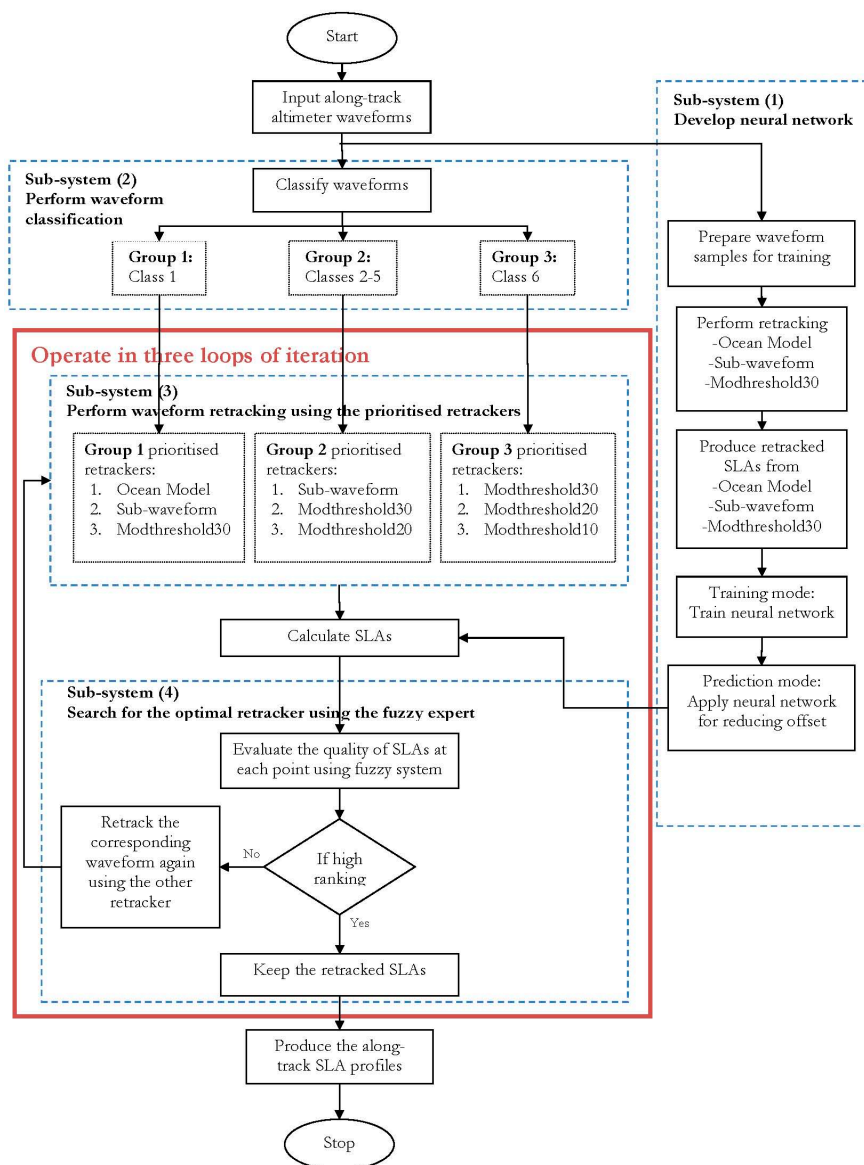 Start
Input along-track
altimeter waveforms
Sub-system (1)
Develop neural network
Sub-system (2)
Perform waveform
classification
Classify waveforms
Group 1:
Class 1
Group 2:
Classes 2-5
Group 3:
Class 6
Prepare waveform
samples for training
Perform retracking
-Ocean Model
-Sub-waveform
-Modthreshold30
Produce retracked
SLAs from
-Ocean Model
-Sub-waveform
-Modthreshold30
Training mode:
Train neural network
Prediction mode:
Apply neural network
for reducing offset
Operate in three loops of iteration
Sub-system (3)
Perform waveform retracking using the prioritised retrackers
Group 1 prioritised
retrackers:
1. Ocean Model
2. Sub-waveform
3. Modthreshold30
Group 2 prioritised
retrackers:
1. Sub-waveform
2. Modthreshold30
3. Modthreshold20
Group 3 prioritised
retrackers:
1. Modthreshold30
2. Modthreshold20
3. Modthreshold10
Calculate SLAs
Sub-system (4)
Search for the optimal retracker using the fuzzy expert
Evaluate the quality of SLAs at
each point using fuzzy system
If high
ranking
No
Yes
Retrack the
corresponding
waveform again
using the other
retracker
Keep the retracked SLAs
Produce the along-
track SLA profiles
Stop